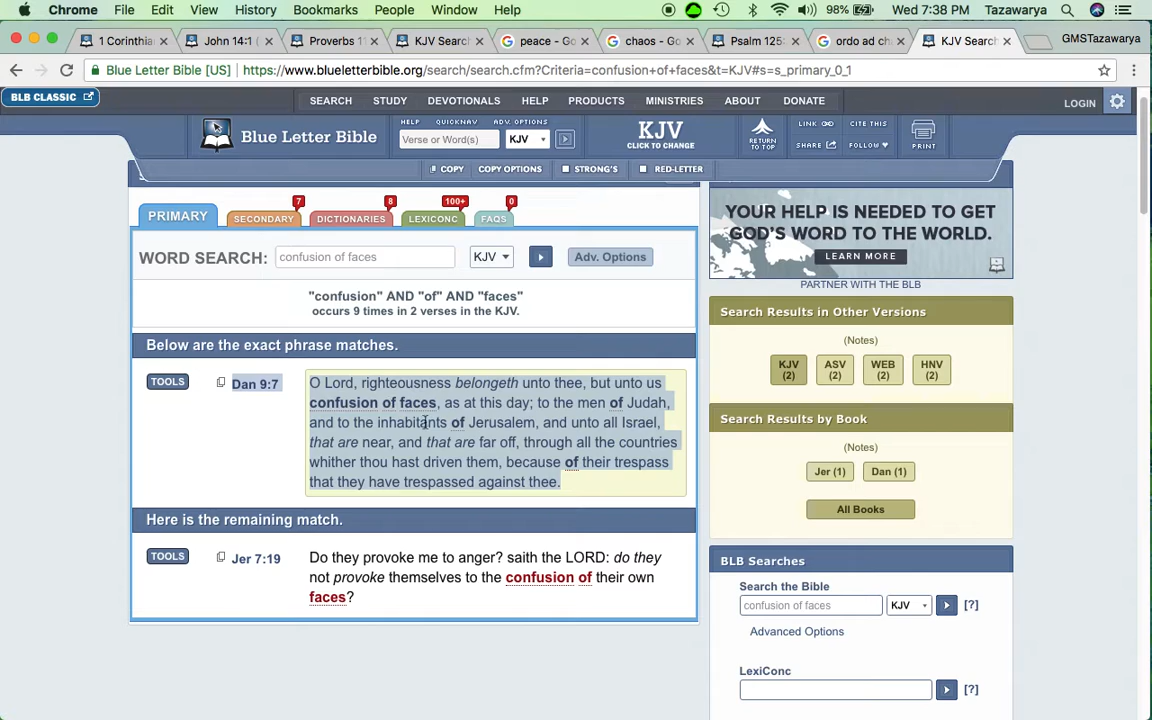 Chrome File Edit View History Bookmarks People Window Help 98% Wed 7:38 PM Tazawarya
1 Corinthia John 14:1 ( Proverbs 1 KJV Search peace - Go chaos - Go Psalm 125: ordo ad ch KJV Search GMSTazawarya
Blue Letter Bible [US] https://www.blueletterbible.org/search/search.cfm?Criteria=confusion+of+faces&t=KJV#s=s_primary_0_1
BLB CLASSIC
SEARCH STUDY DEVOTIONALS HELP PRODUCTS MINISTRIES ABOUT DONATE LOGIN
Blue Letter Bible
HELP QUICKNAV ADV. OPTIONS
Verse or Word(s) KJV
KJV
CLICK TO CHANGE
RETURN
TO TOP
LINK CITE THIS
SHARE FOLLOW
PRINT
COPY COPY OPTIONS STRONG'S RED-LETTER
7 8 100+ 0
PRIMARY SECONDARY DICTIONARIES LEXICONC FAQS
WORD SEARCH: confusion of faces KJV Adv. Options
"confusion" AND "of" AND "faces"
occurs 9 times in 2 verses in the KJV.
Below are the exact phrase matches.
TOOLS Dan 9:7 O Lord, righteousness belongeth unto thee, but unto us
confusion of faces, as at this day; to the men of Judah,
and to the inhabitants of Jerusalem, and unto all Israel,
that are near, and that are far off, through all the countries
whither thou hast driven them, because of their trespass
that they have trespassed against thee.
Here is the remaining match.
TOOLS Jer 7:19 Do they provoke me to anger? saith the LORD: do they
not provoke themselves to the confusion of their own
faces?
YOUR HELP IS NEEDED TO GET
GOD'S WORD TO THE WORLD.
LEARN MORE
PARTNER WITH THE BLB
Search Results in Other Versions
(Notes)
KJV ASV WEB HNV
(2) (2) (2) (2)
Search Results by Book
(Notes)
Jer (1) Dan (1)
All Books
BLB Searches
Search the Bible
confusion of faces KJV [?]
Advanced Options
LexiConc
[?]